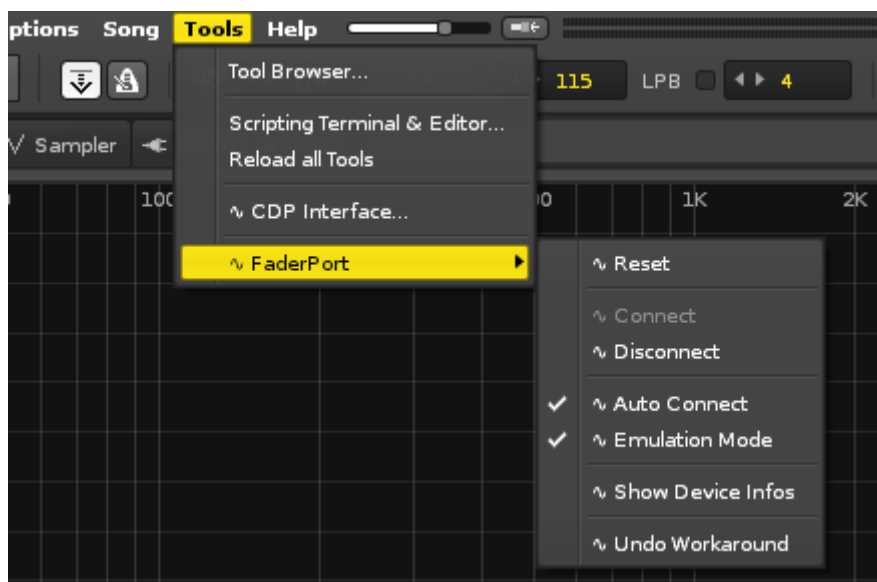 ptions Song Tools Help
Tool Browser...
115 LPB 4
Scripting Terminal & Editor...
Sampler
Reload all Tools
100
1K 2K
CDP Interface...
FaderPort
Reset
Connect
Disconnect
Auto Connect
Emulation Mode
Show Device Infos
Undo Workaround